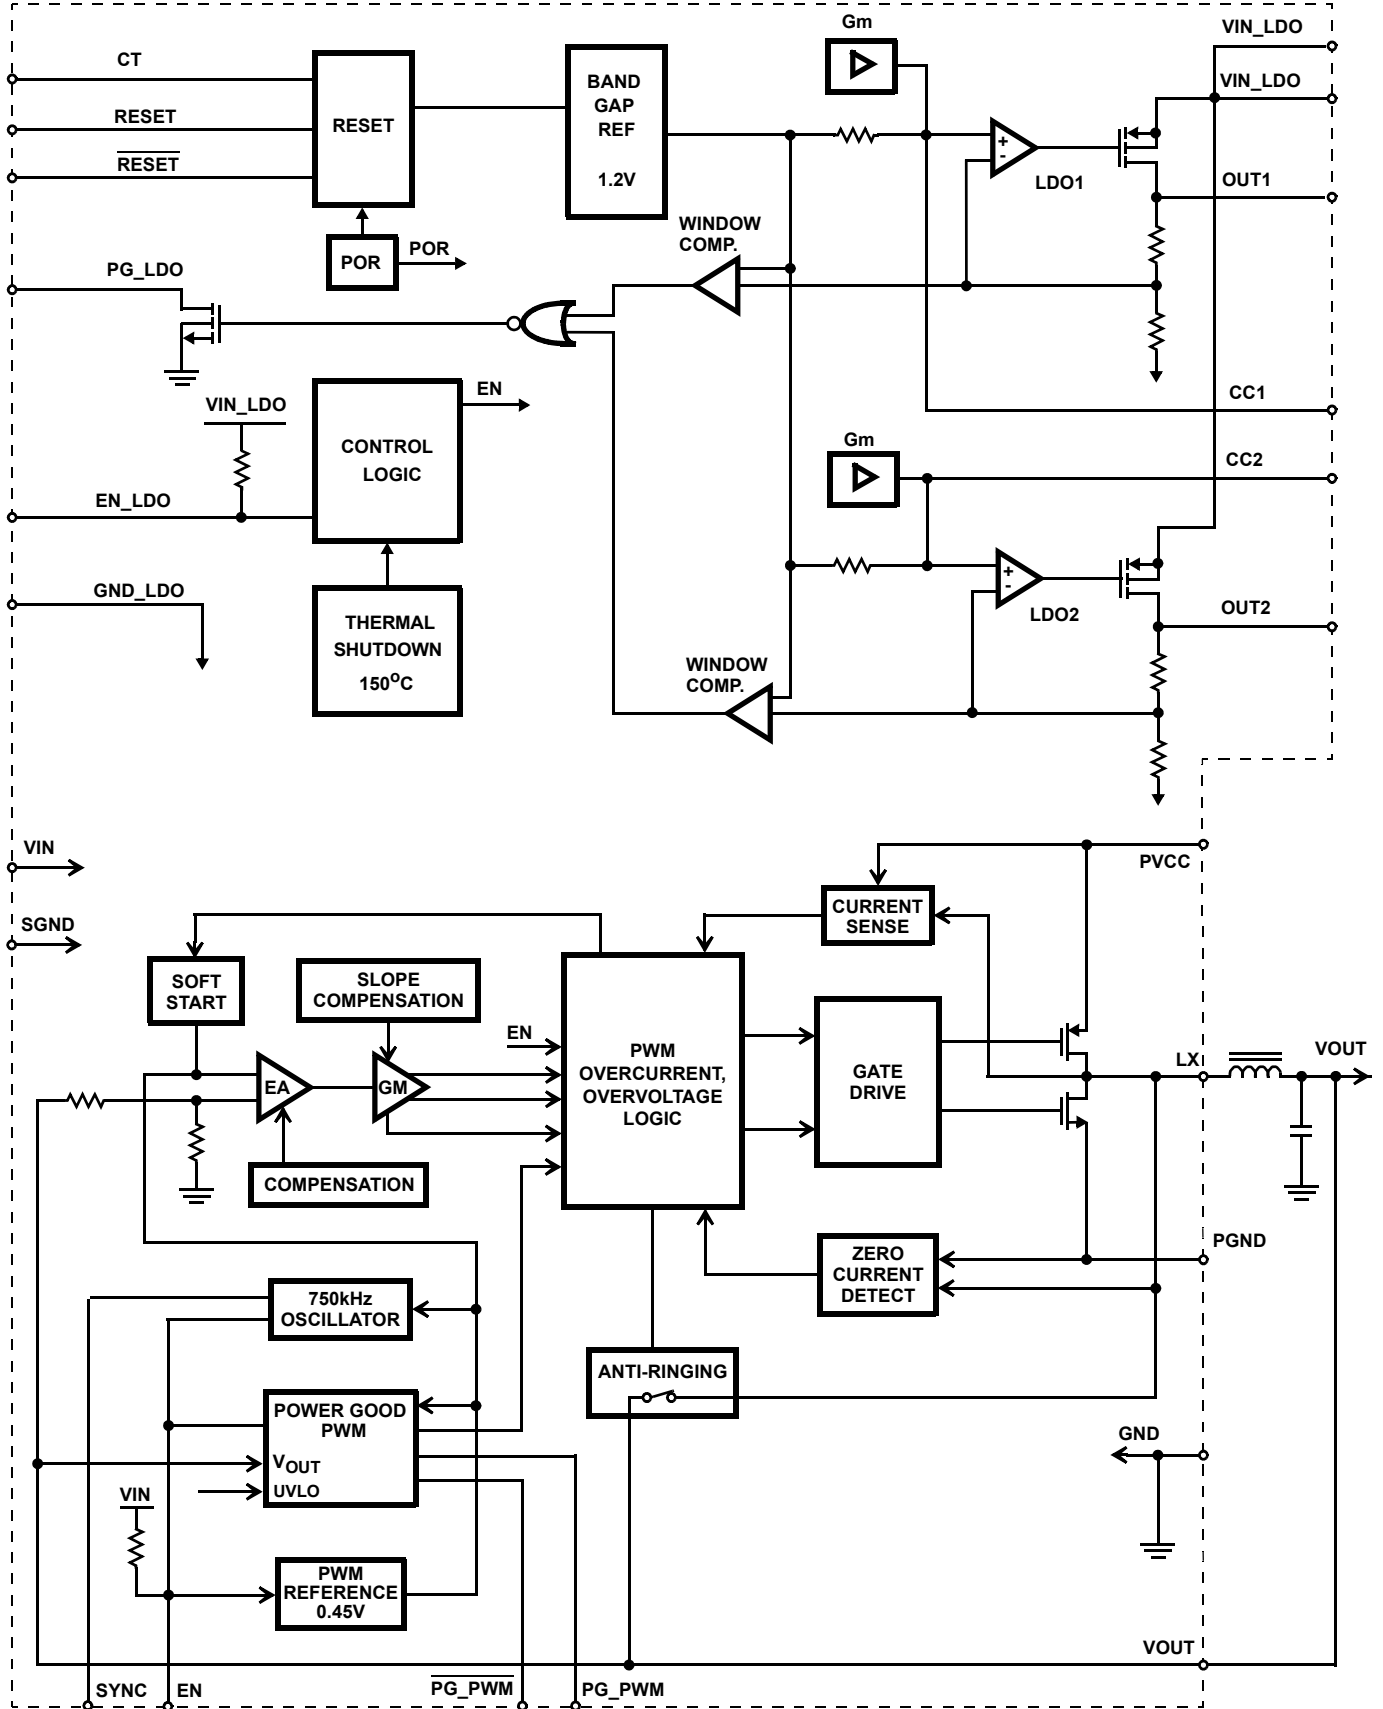 Gm
VIN_LDO
CT
BAND
GAP
REF
1.2V
VIN_LDO
RESET
RESET
RESET
+
-
LDO1
OUT1
WINDOW
COMP.
POR
POR
PG_LDO
EN
VIN_LDO
CONTROL
LOGIC
CC1
Gm
CC2
EN_LDO
+
-
LDO2
GND_LDO
THERMAL
SHUTDOWN
150°C
OUT2
WINDOW
COMP.
VIN
PVCC
CURRENT
SENSE
SGND
SOFT
START
SLOPE
COMPENSATION
EN
PWM
OVERCURRENT,
OVERVOLTAGE
LOGIC
GATE
DRIVE
LX
VOUT
EA
GM
COMPENSATION
PGND
ZERO
CURRENT
DETECT
750kHz
OSCILLATOR
ANTI-RINGING
POWER GOOD
PWM
VOUT
UVLO
GND
VIN
PWM
REFERENCE
0.45V
VOUT
SYNC
EN
PG_PWM
PG_PWM